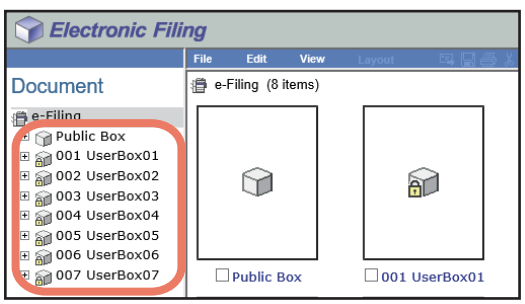 Electronic Filing
File Edit View Layout
Document
e-Filing (8 items)
e-Filing
Public Box
001 UserBox01
002 UserBox02
003 UserBox03
004 UserBox04
005 UserBox05
006 UserBox06
007 UserBox07
Public Box
001 UserBox01